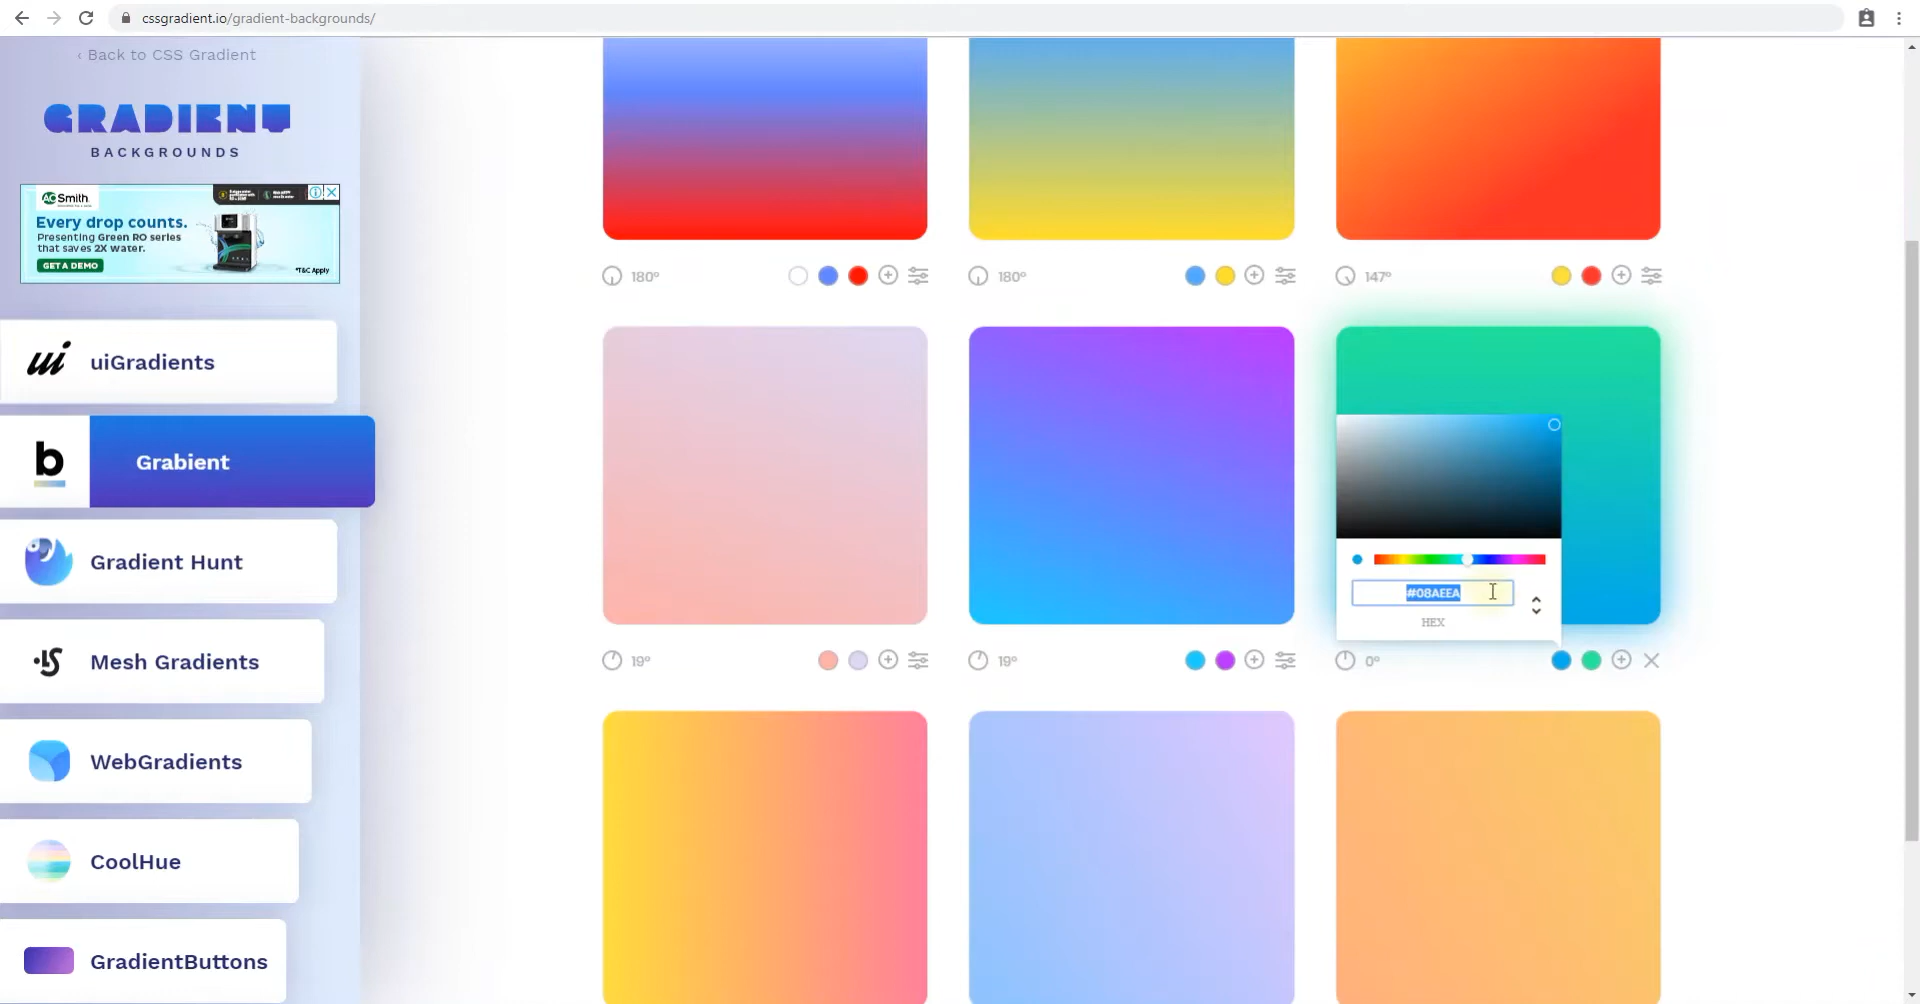 cssgradient.io/gradient-backgrounds/
‹ Back to CSS Gradient
GRADIENT
BACKGROUNDS
AO Smith
Every drop counts.
Presenting Green RO series
that saves 2X water.
GET A DEMO
*T&C Apply
ui uiGradients
b Grabient
Gradient Hunt
Mesh Gradients
WebGradients
CoolHue
GradientButtons
180°
180°
147°
#08AEEA
HEX
19°
19°
0°